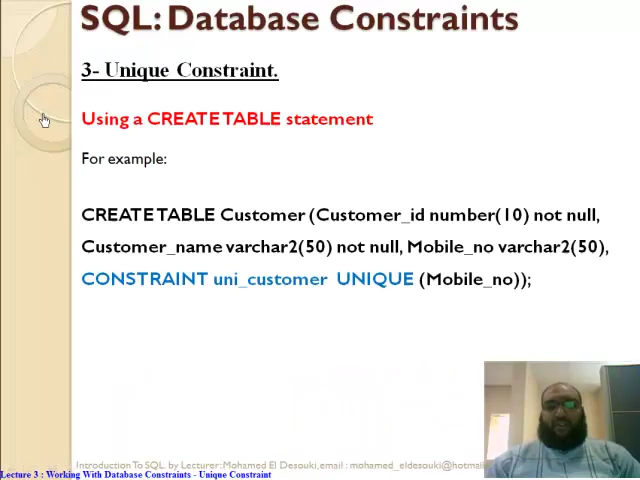 SQL: Database Constraints
3- Unique Constraint.
Using a CREATE TABLE statement
For example:
CREATE TABLE Customer (Customer_id number(10) not null,
Customer_name varchar2(50) not null, Mobile_no varchar2(50),
CONSTRAINT uni_customer UNIQUE (Mobile_no));
Introduction To SQL. by Lecturer: Mohamed El Desouki,email : mohamed_eldesouki@hotmail
Lecture 3 : Working With Database Constraints - Unique Constraint